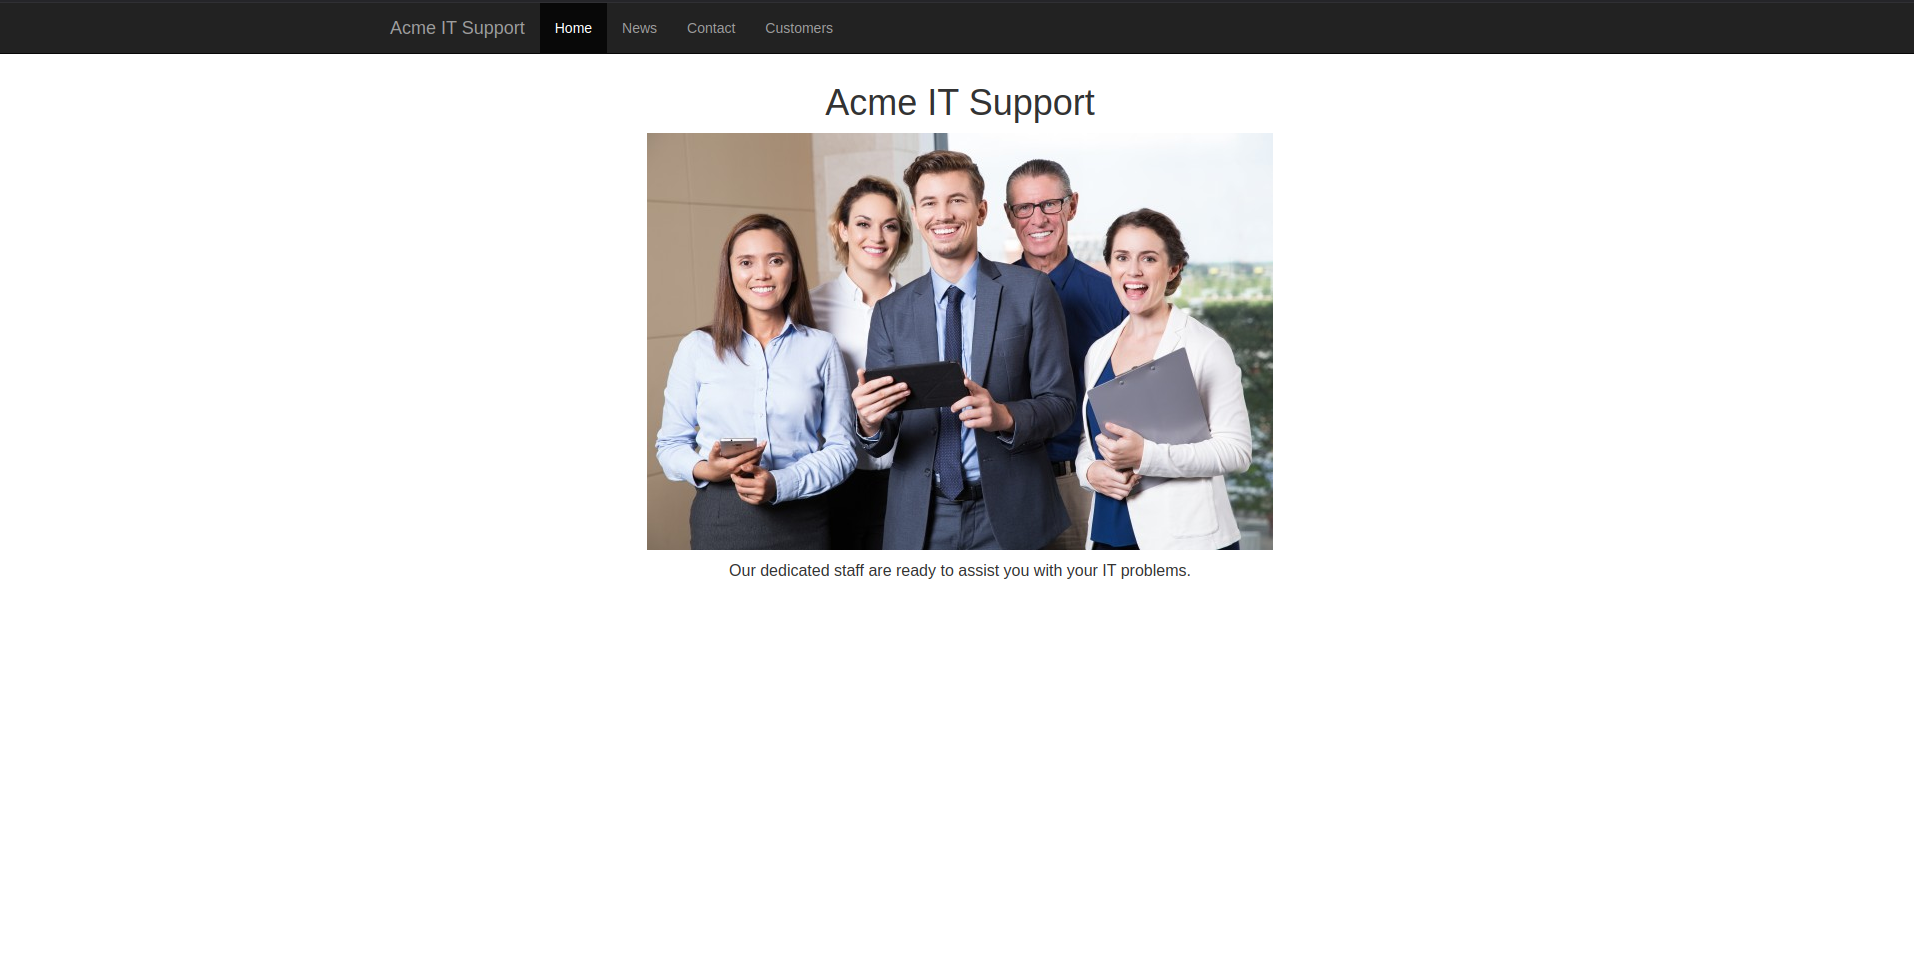 Acme IT Support Home News Contact Customers
Acme IT Support
Our dedicated staff are ready to assist you with your IT problems.